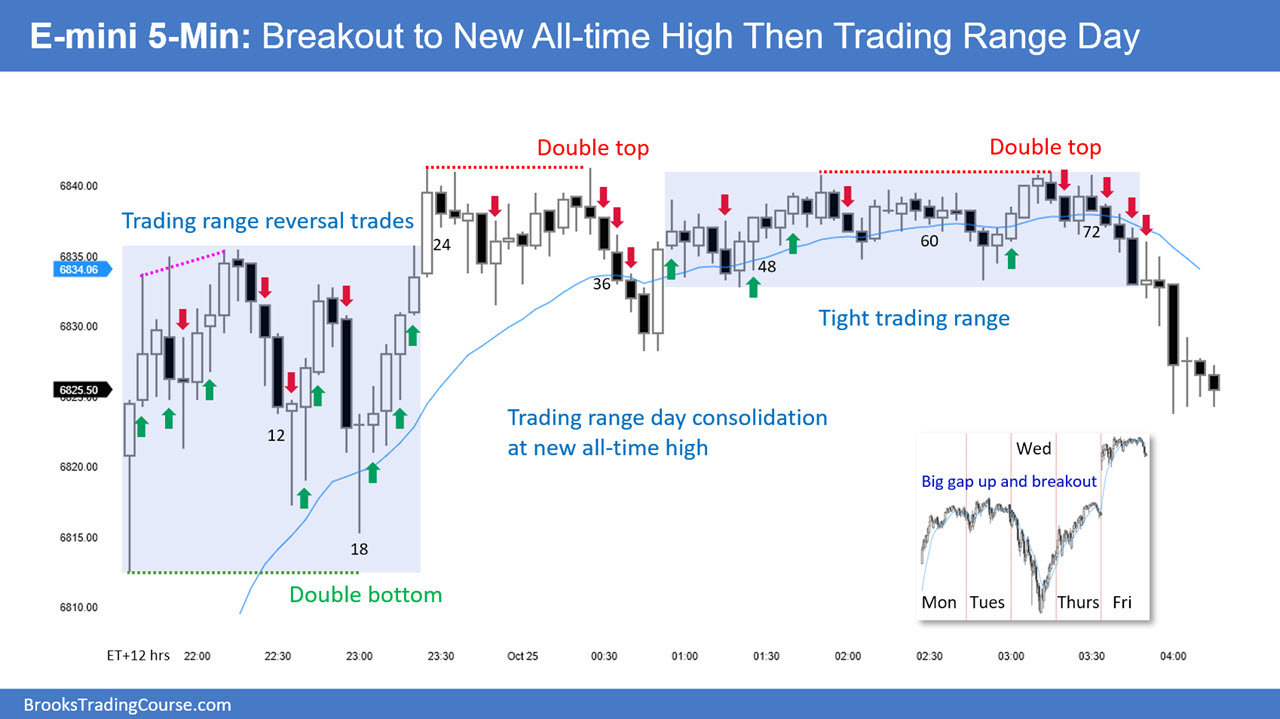 E-mini 5-Min: Breakout to New All-time High Then Trading Range Day
Double top
Double top
6840.00
Trading range reversal trades
24
72
60
6835.00
6834.06
48
36
6830.00
Tight trading range
6825.50
6825.00
Trading range day consolidation
at new all-time high
12
Wed
6820.00
Big gap up and breakout
6815.00
18
Double bottom
6810.00
Mon Tues Thurs Fri
ET+12 hrs 22:00 22:30 23:00 23:30 Oct 25 00:30 01:00 01:30 02:00 02:30 03:00 03:30 04:00
BrooksTradingCourse.com